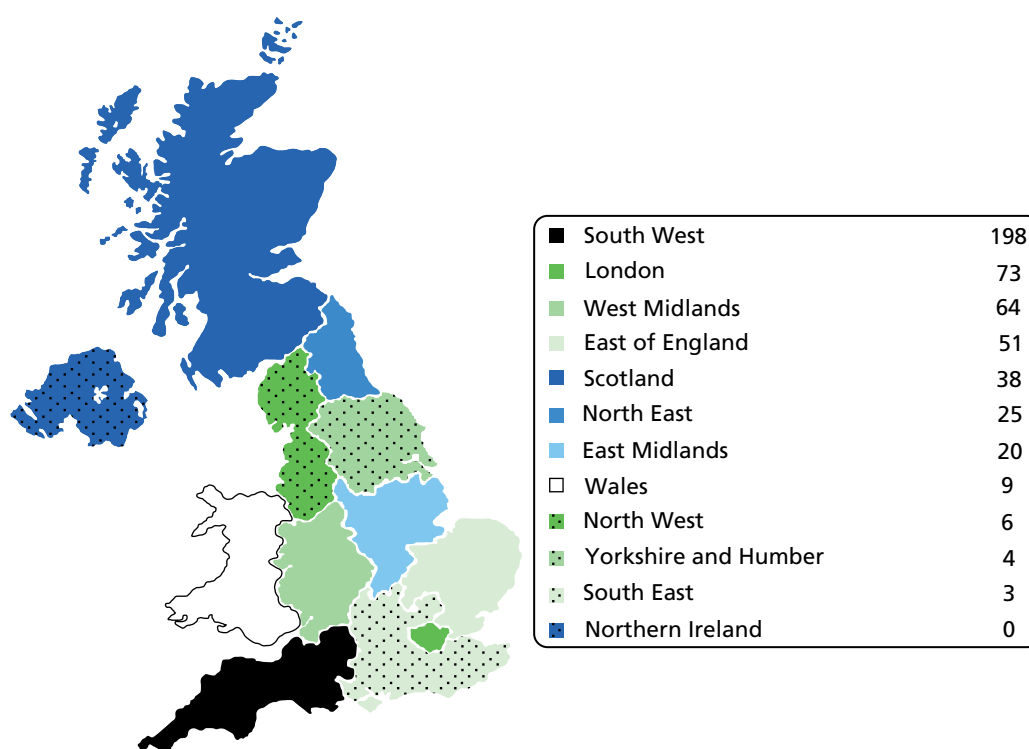 South West 198
London 73
West Midlands 64
East of England 51
Scotland 38
North East 25
East Midlands 20
Wales 9
North West 6
Yorkshire and Humber 4
South East 3
Northern Ireland 0